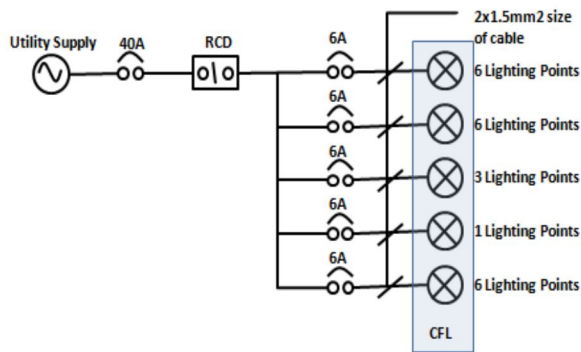 2x1.5mm2 size
of cable
Utility Supply
40A
RCD
6A
6 Lighting Points
6A
6 Lighting Points
6A
3 Lighting Points
6A
1 Lighting Points
6A
6 Lighting Points
CFL